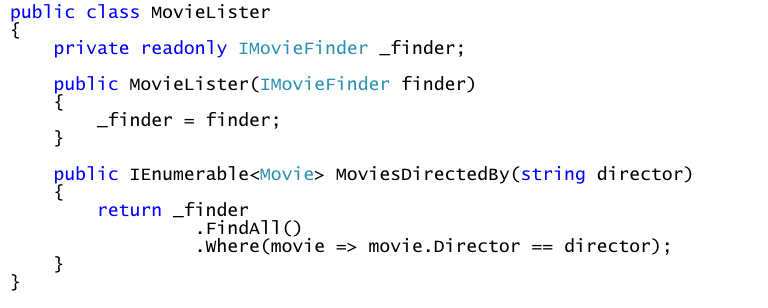 public class MovieLister
{
    private readonly IMovieFinder _finder;
    public MovieLister(IMovieFinder finder)
    {
        _finder = finder;
    }
    public IEnumerable<Movie> MoviesDirectedBy(string director)
    {
        return _finder
                 .FindAll()
                 .Where(movie => movie.Director == director);
    }
}